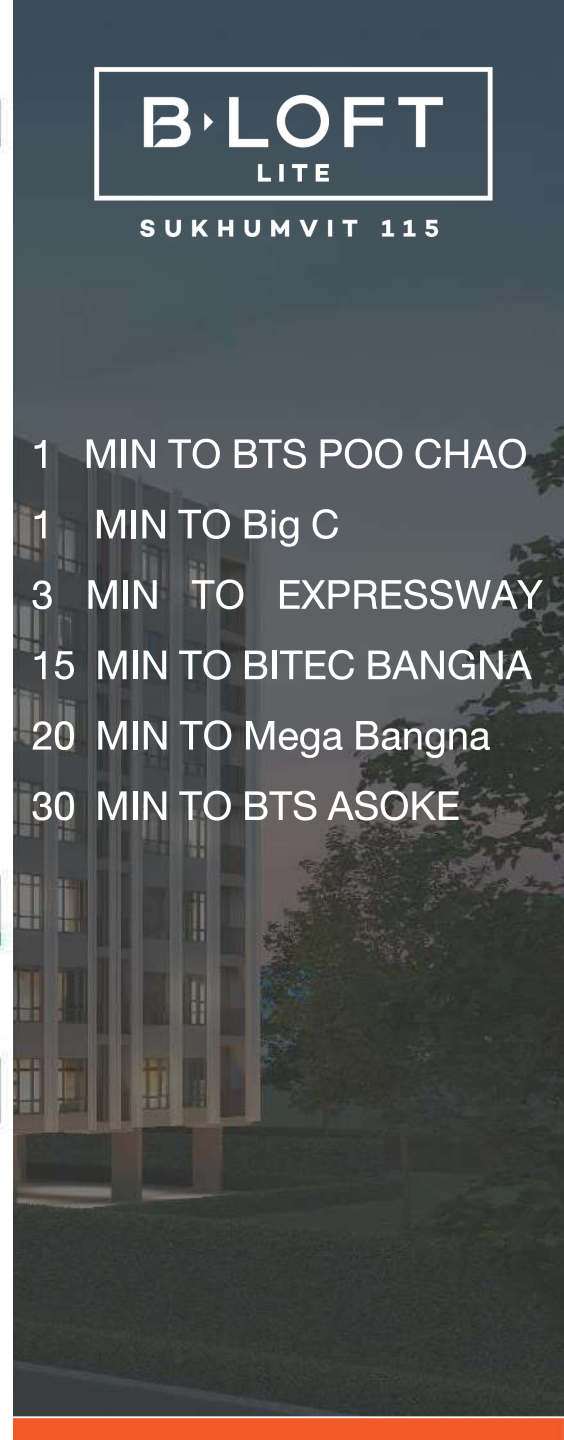 B LOFT
LITE
SUKHUMVIT 115
1 MIN TO BTS POO CHAO
1 MIN TO Big C
3 MIN TO EXPRESSWAY
15 MIN TO BITEC BANGNA
20 MIN TO Mega Bangna
30 MIN TO BTS ASOKE